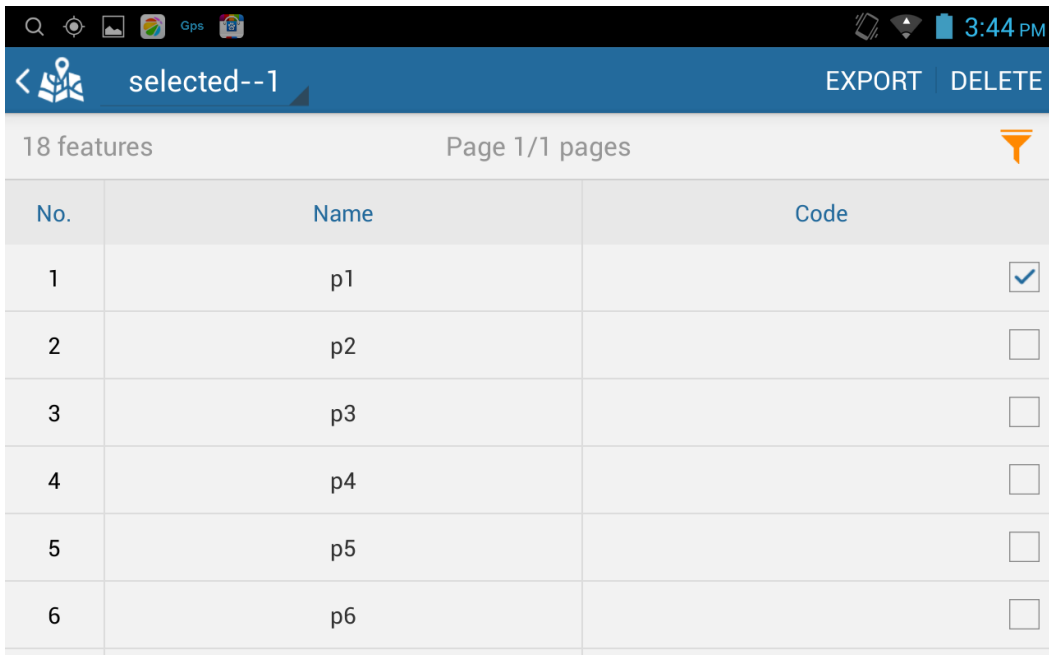 Gps 3:44 PM
selected--1 EXPORT DELETE
18 features Page 1/1 pages
No. Name Code
1 p1
2 p2
3 p3
4 p4
5 p5
6 p6